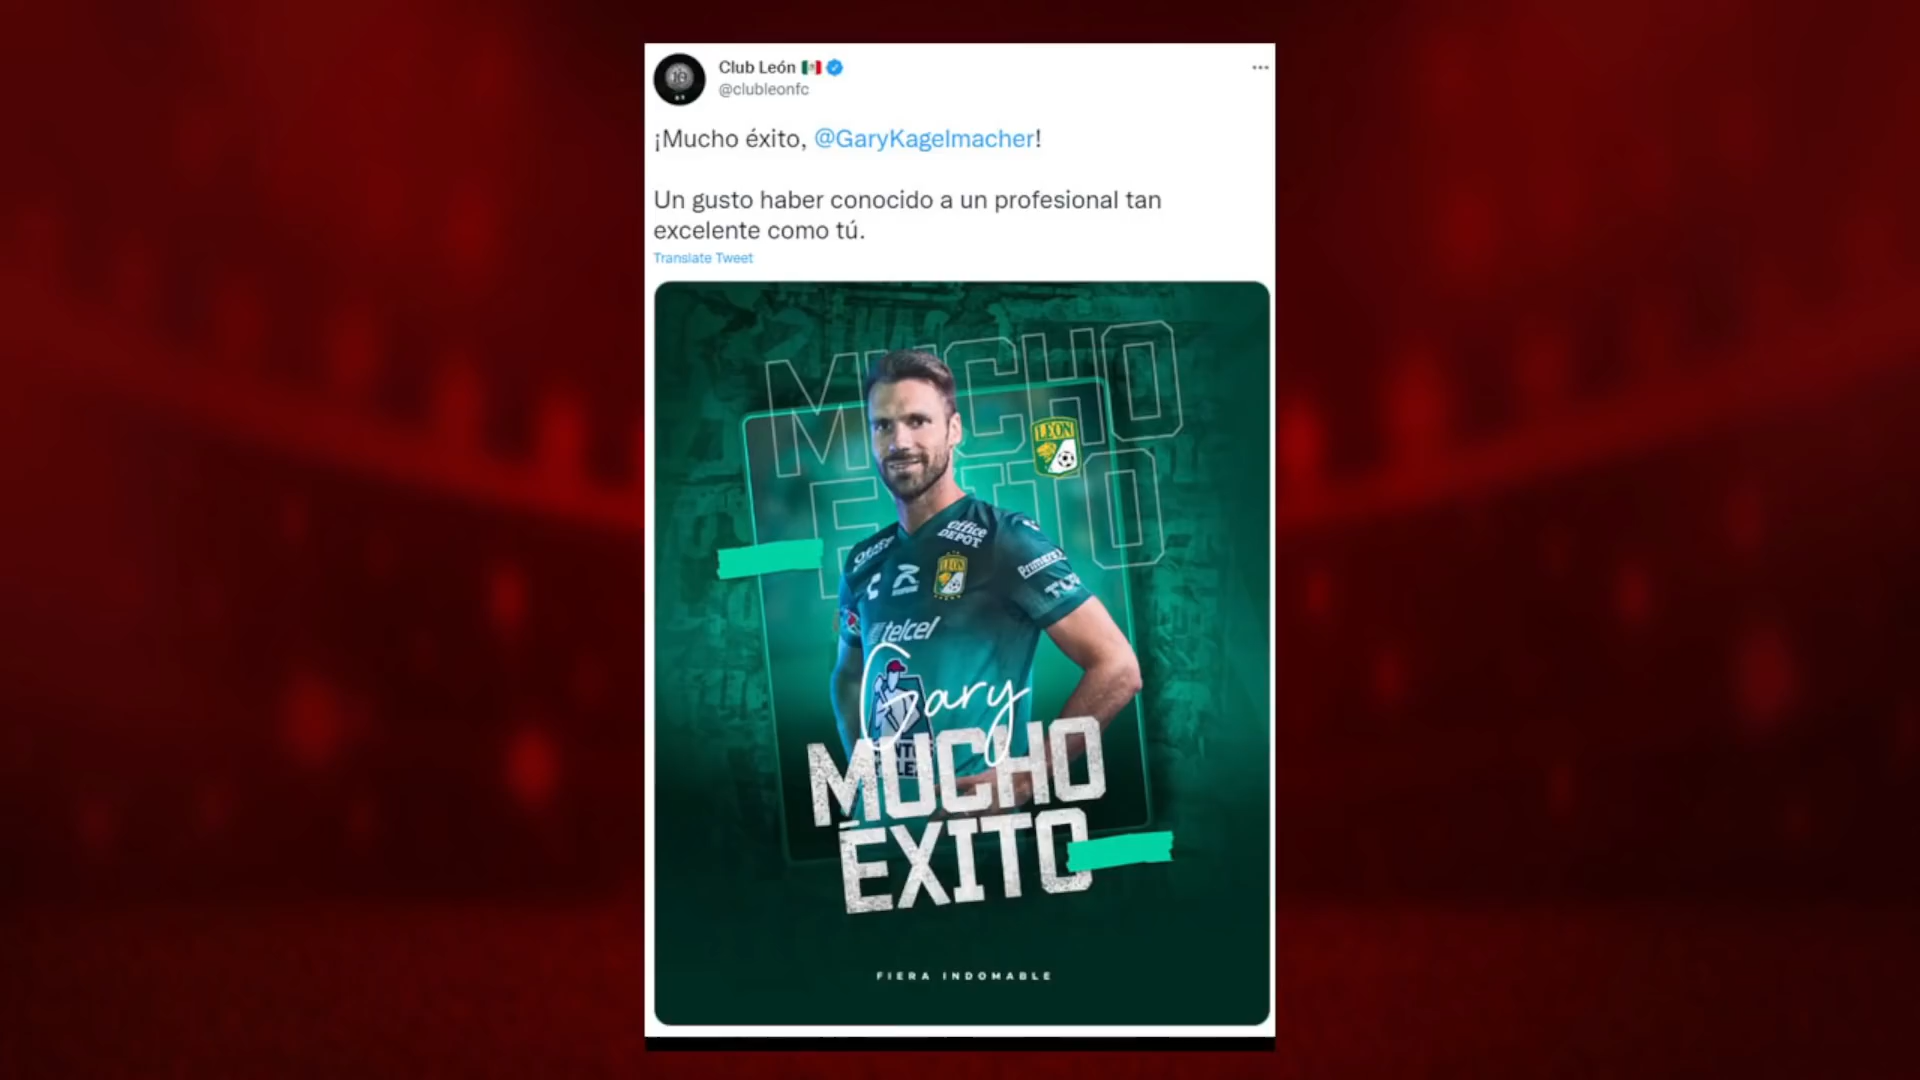 Club León
@clubleonfc
¡Mucho éxito, @GaryKagelmacher!
Un gusto haber conocido a un profesional tan
excelente como tú.
Translate Tweet
MUCHO
ÉXITO
LEÓN
Office
DEPOT
LEÓN
telcel
Gary
MUCHO
ÉXITO
FIERA INDOMABLE